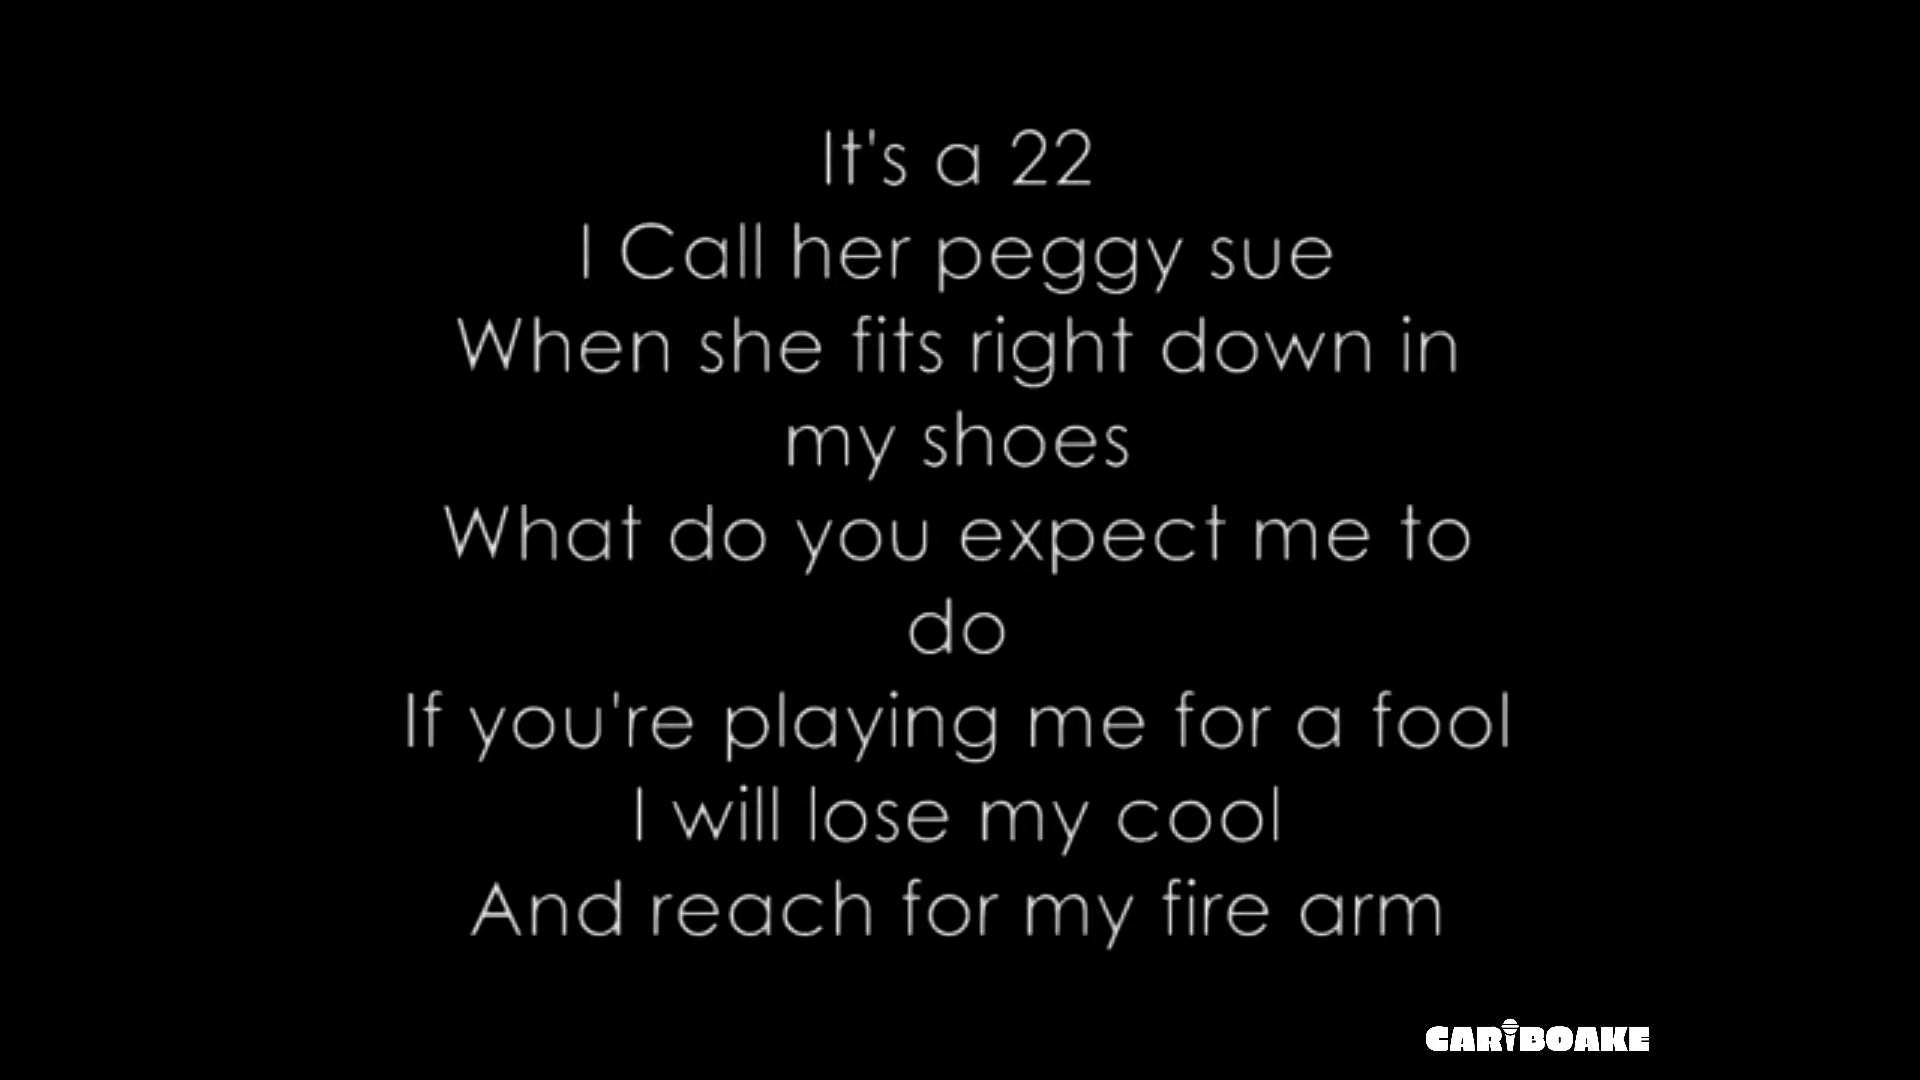 It's a 22
I Call her peggy sue
When she fits right down in
my shoes
What do you expect me to
do
If you're playing me for a fool
I will lose my cool
And reach for my fire arm
CARIBOAKE